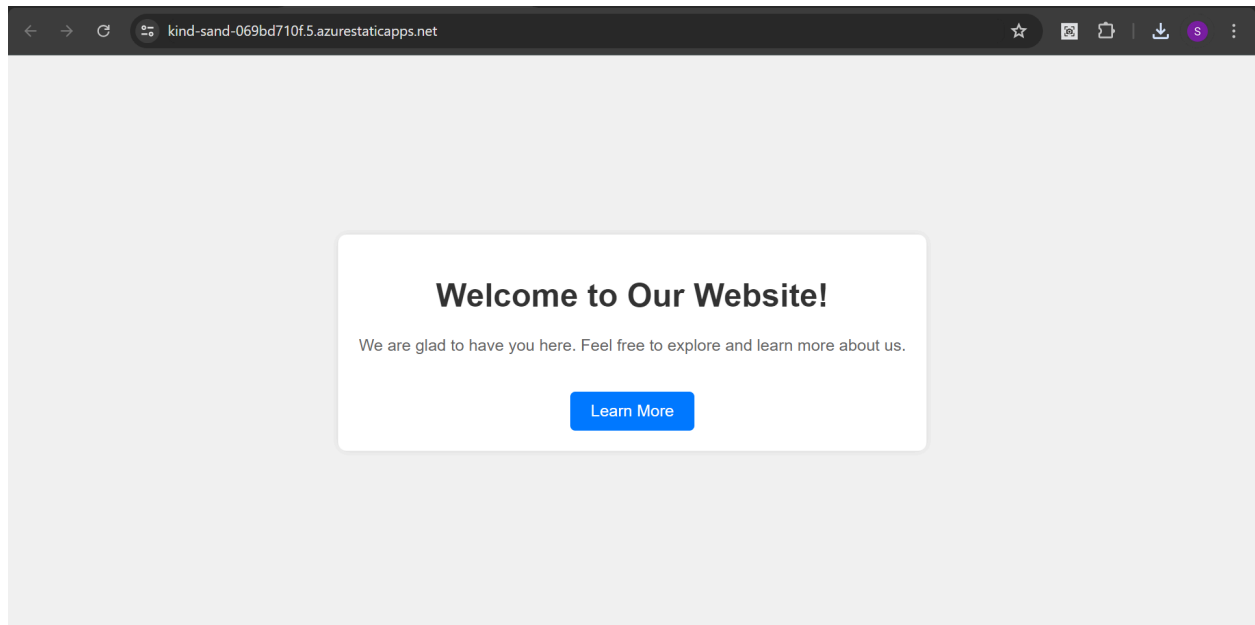 kind-sand-069bd710f.5.azurestaticapps.net
S
Welcome to Our Website!
We are glad to have you here. Feel free to explore and learn more about us.
Learn More